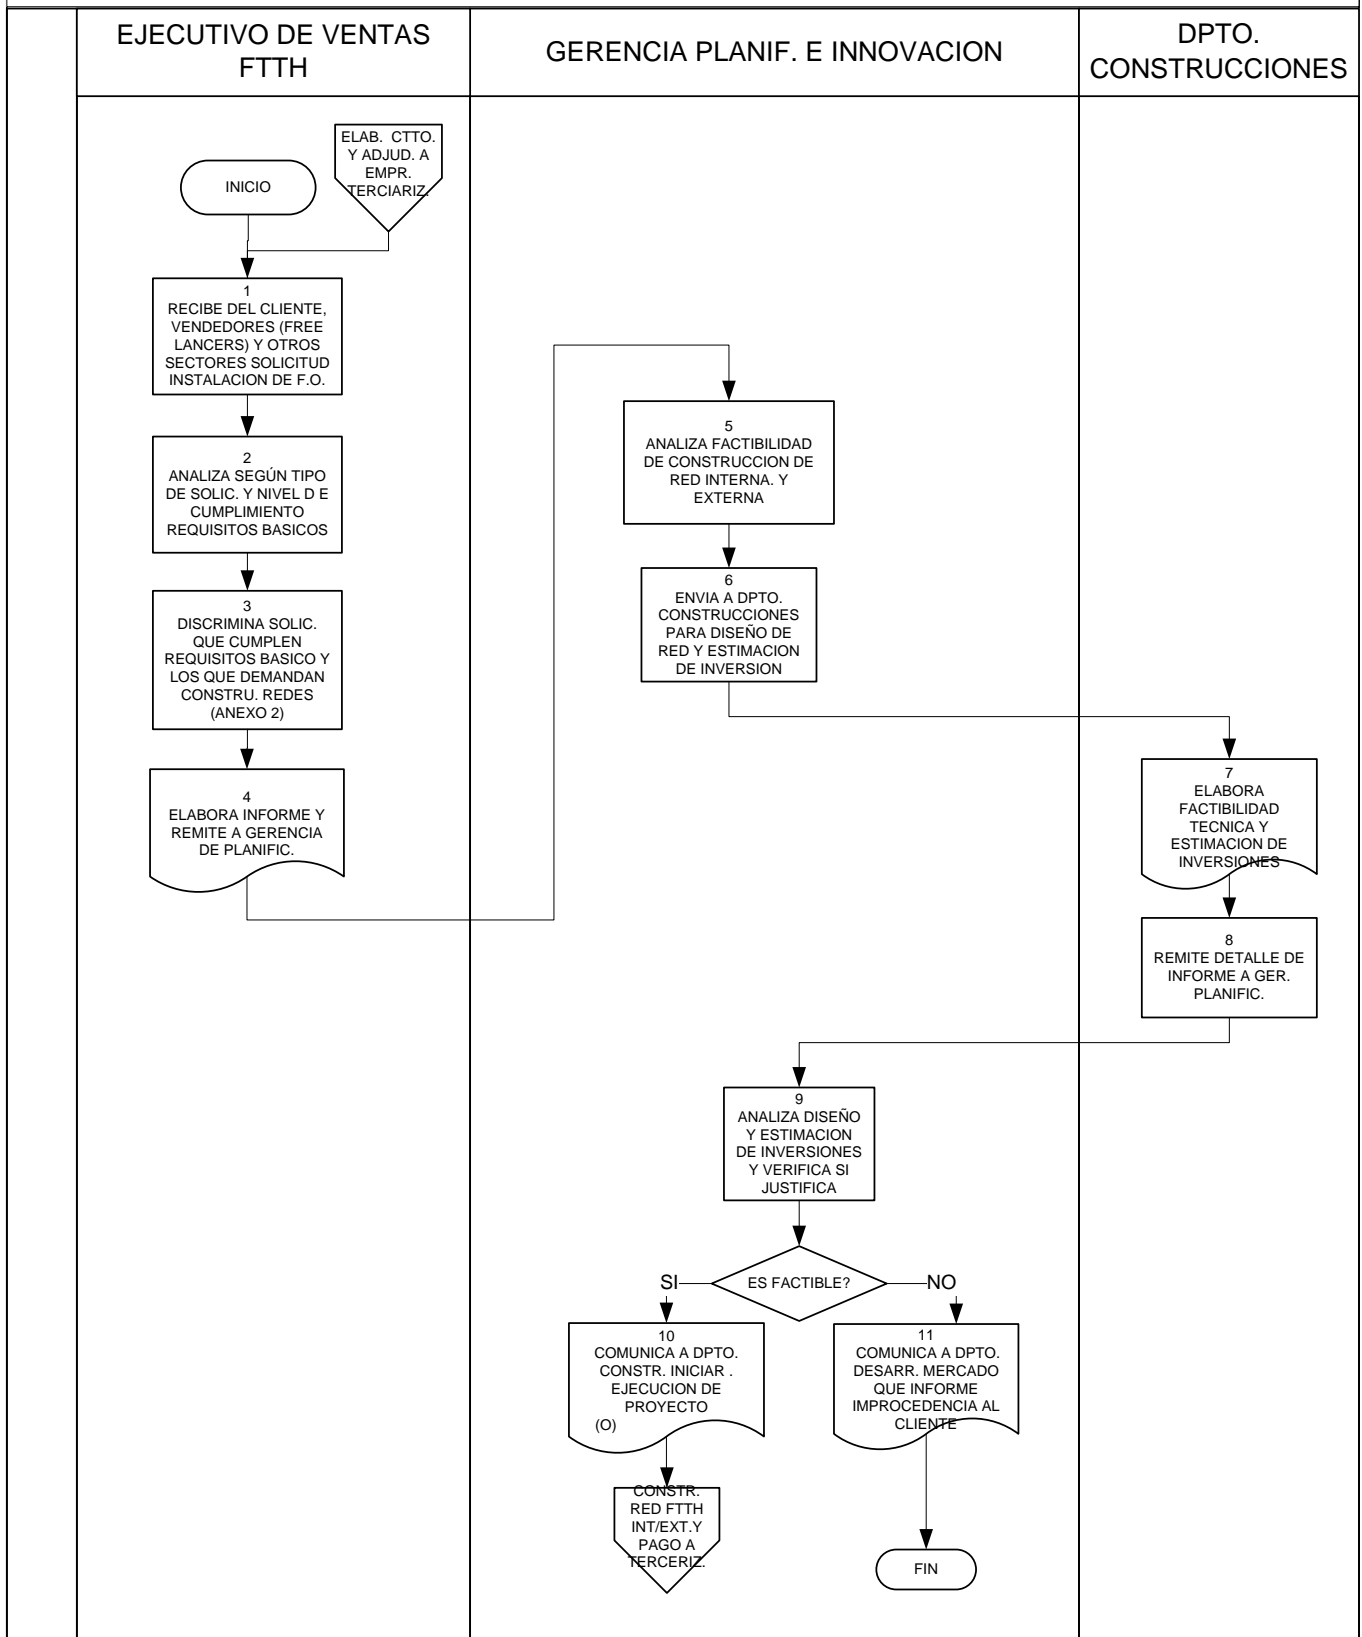 EJECUTIVO DE VENTAS
FTTH
GERENCIA PLANIF. E INNOVACION
DPTO.
CONSTRUCCIONES
INICIO
ELAB. CTTO.
Y ADJUD. A
EMPR.
TERCIARIZ.
1
RECIBE DEL CLIENTE,
VENDEDORES (FREE
LANCERS) Y OTROS
SECTORES SOLICITUD
INSTALACION DE F.O.
2
ANALIZA SEGÚN TIPO
DE SOLIC. Y NIVEL D E
CUMPLIMIENTO
REQUISITOS BASICOS
3
DISCRIMINA SOLIC.
QUE CUMPLEN
REQUISITOS BASICO Y
LOS QUE DEMANDAN
CONSTRU. REDES
(ANEXO 2)
4
ELABORA INFORME Y
REMITE A GERENCIA
DE PLANIFIC.
5
ANALIZA FACTIBILIDAD
DE CONSTRUCCION DE
RED INTERNA. Y
EXTERNA
6
ENVIA A DPTO.
CONSTRUCCIONES
PARA DISEÑO DE
RED Y ESTIMACION
DE INVERSION
7
ELABORA
FACTIBILIDAD
TECNICA Y
ESTIMACION DE
INVERSIONES
8
REMITE DETALLE DE
INFORME A GER.
PLANIFIC.
9
ANALIZA DISEÑO
Y ESTIMACION
DE INVERSIONES
Y VERIFICA SI
JUSTIFICA
SI
ES FACTIBLE?
NO
10
COMUNICA A DPTO.
CONSTR. INICIAR .
EJECUCION DE
PROYECTO
(O)
11
COMUNICA A DPTO.
DESARR. MERCADO
QUE INFORME
IMPROCEDENCIA AL
CLIENTE
CONSTR.
RED FTTH
INT/EXT.Y
PAGO A
TERCERIZ.
FIN